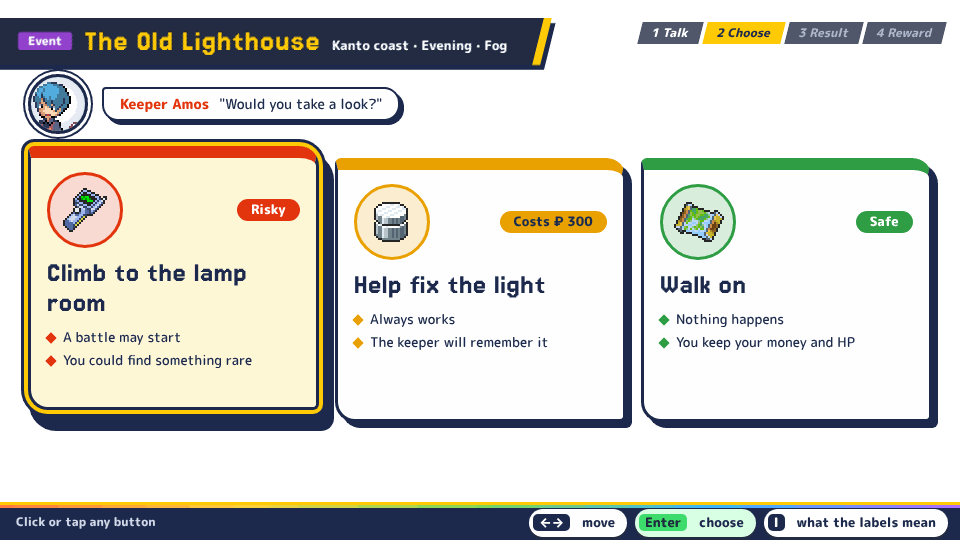 Event The Old Lighthouse Kanto coast · Evening · Fog
1 Talk 2 Choose 3 Result 4 Reward
Keeper Amos "Would you take a look?"
Risky
Climb to the lamp
room
A battle may start
You could find something rare
Costs ₽ 300
Help fix the light
Always works
The keeper will remember it
Safe
Walk on
Nothing happens
You keep your money and HP
Click or tap any button
←→ move Enter choose I what the labels mean